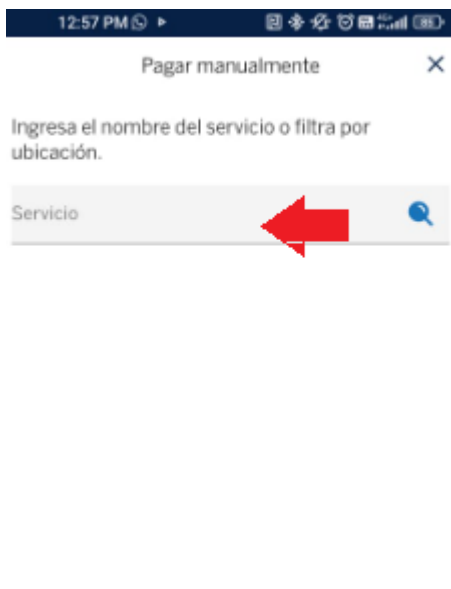 12:57 PM
Pagar manualmente
Ingresa el nombre del servicio o filtra por
ubicación.
Servicio